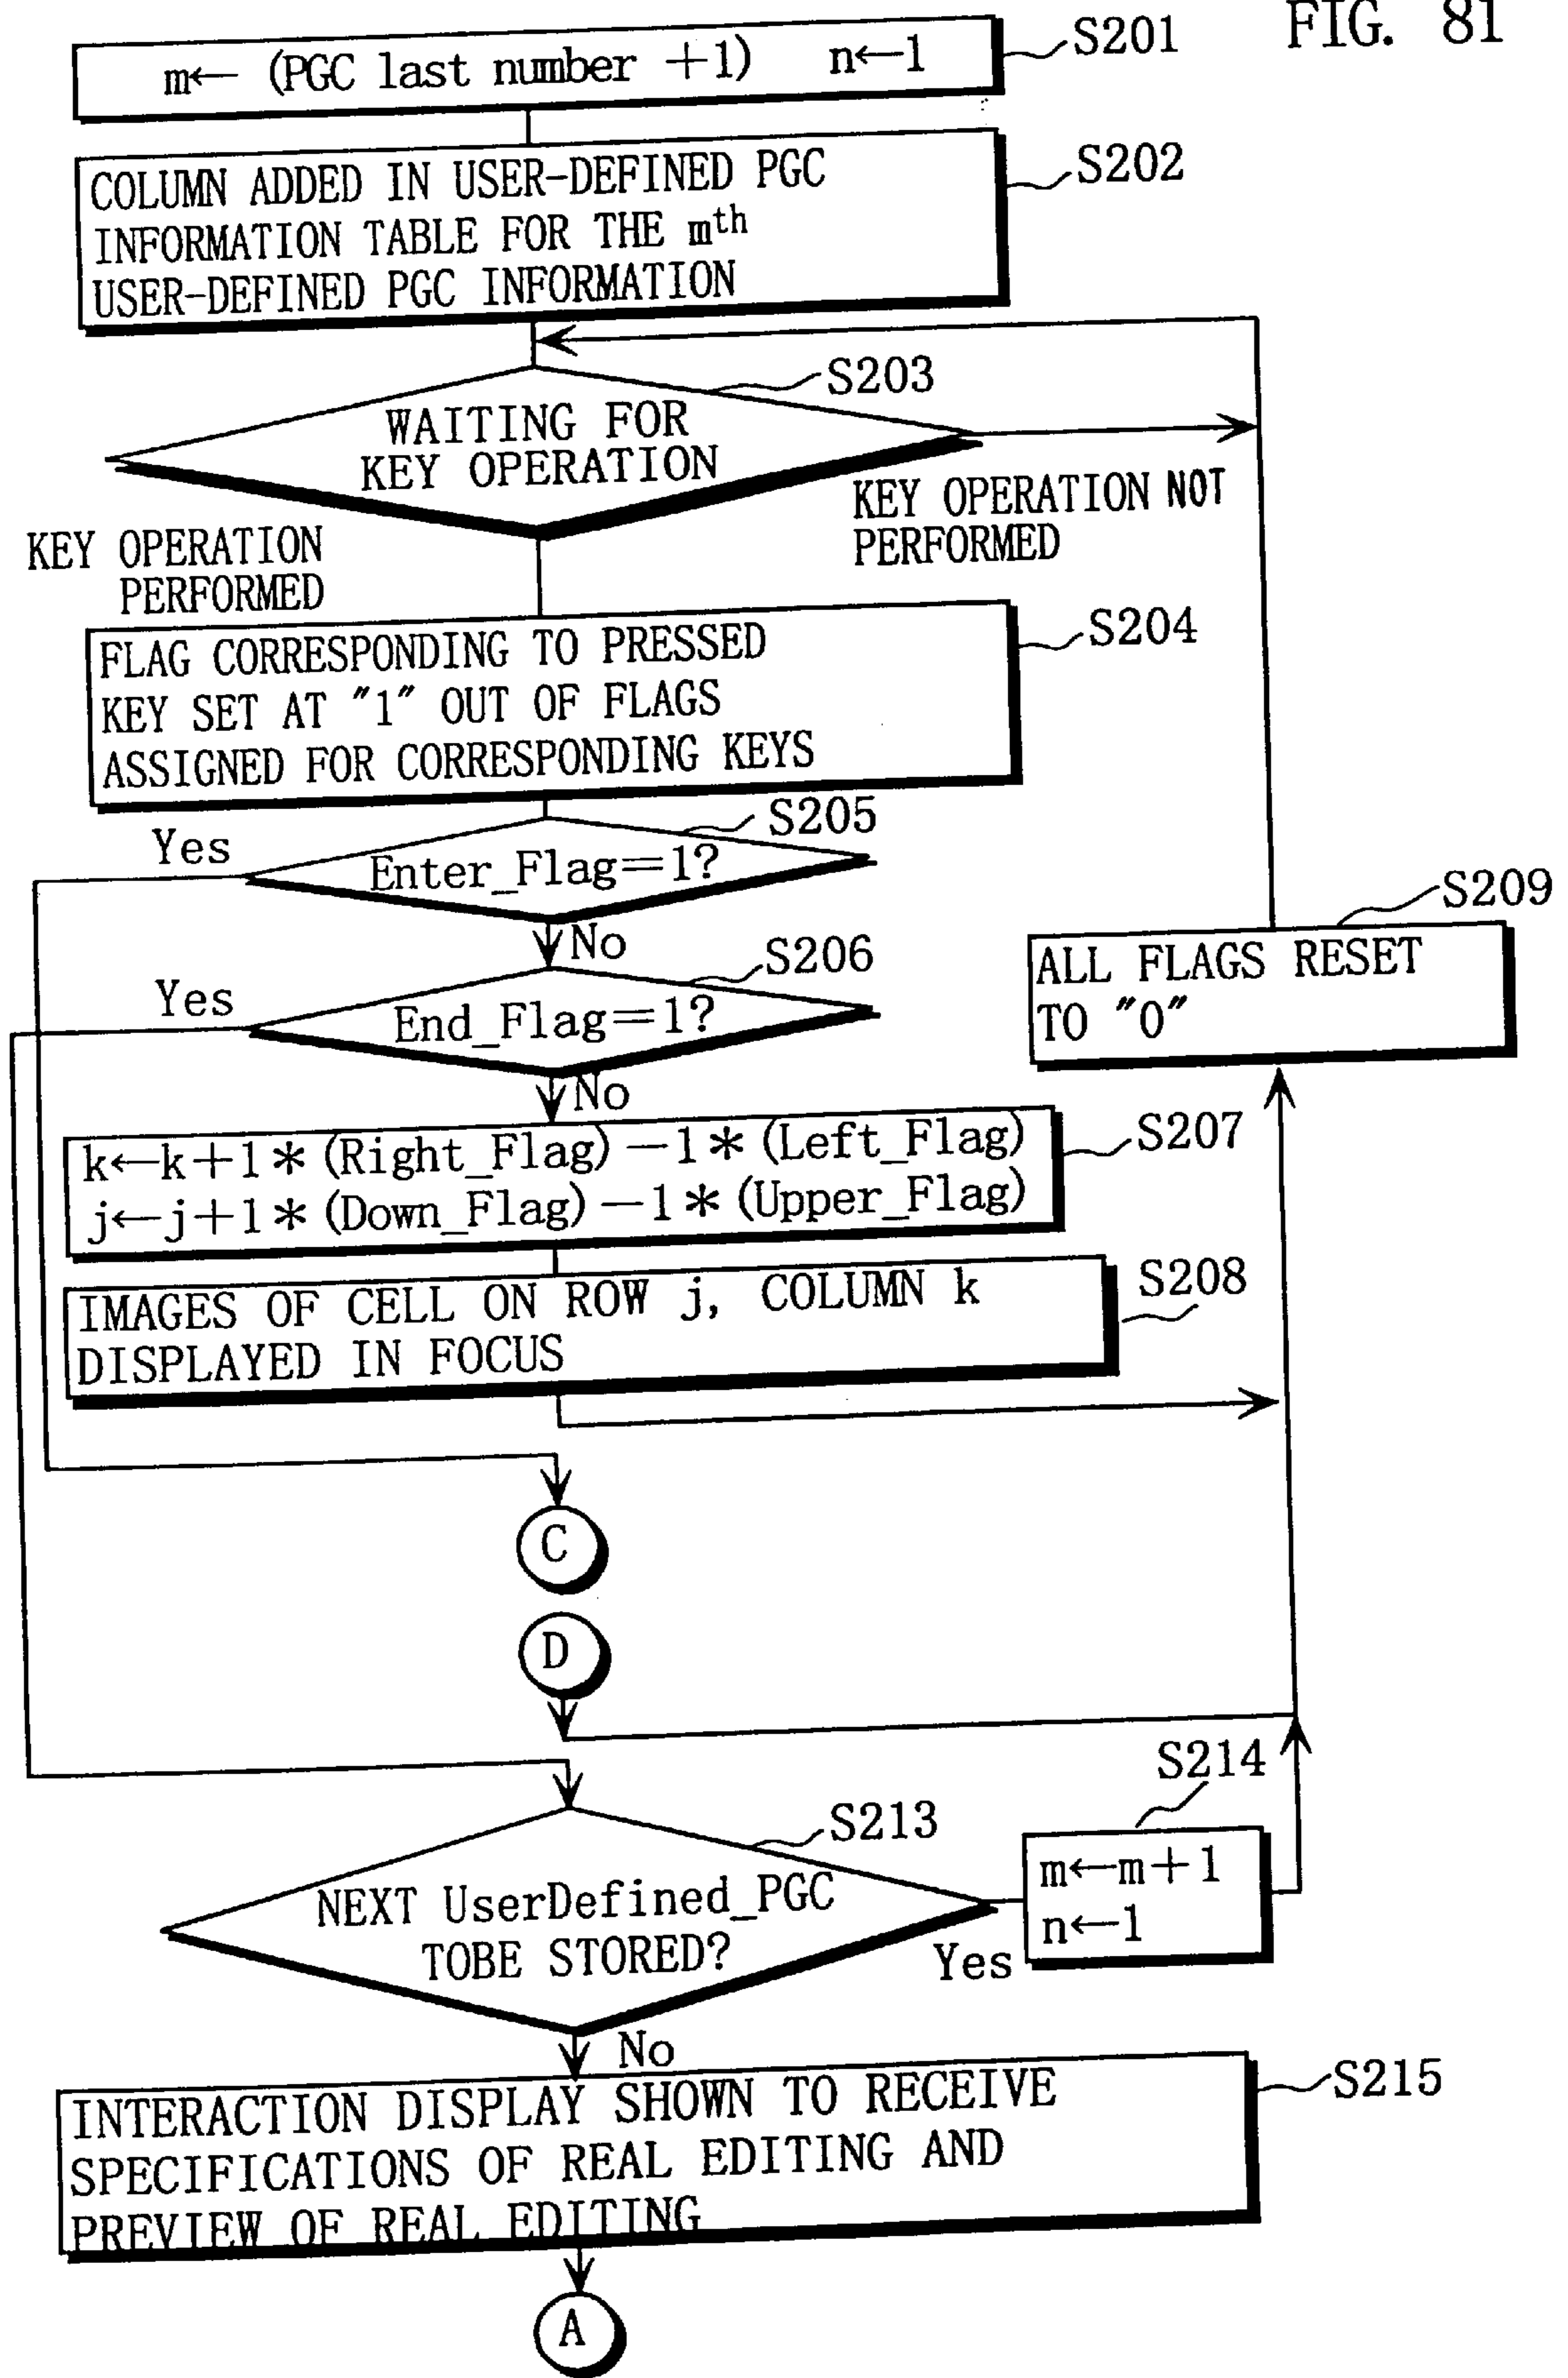 FIG. 81
m← (PGC last number +1) n←1
S201
COLUMN ADDED IN USER-DEFINED PGC
INFORMATION TABLE FOR THE mth
USER-DEFINED PGC INFORMATION
S202
S203
WAITING FOR
KEY OPERATION
KEY OPERATION NOT
PERFORMED
KEY OPERATION
PERFORMED
FLAG CORRESPONDING TO PRESSED
KEY SET AT "1" OUT OF FLAGS
ASSIGNED FOR CORRESPONDING KEYS
S204
S205
Yes
Enter_Flag=1?
No
S209
ALL FLAGS RESET
TO "0"
S206
Yes
End_Flag=1?
No
k←k+1* (Right_Flag) -1* (Left_Flag)
j←j+1* (Down_Flag) -1* (Upper_Flag)
S207
IMAGES OF CELL ON ROW j, COLUMN k
DISPLAYED IN FOCUS
S208
C
D
S214
S213
m←m+1
n←1
NEXT UserDefined_PGC
TOBE STORED?
Yes
No
INTERACTION DISPLAY SHOWN TO RECEIVE
SPECIFICATIONS OF REAL EDITING AND
PREVIEW OF REAL EDITING
S215
A